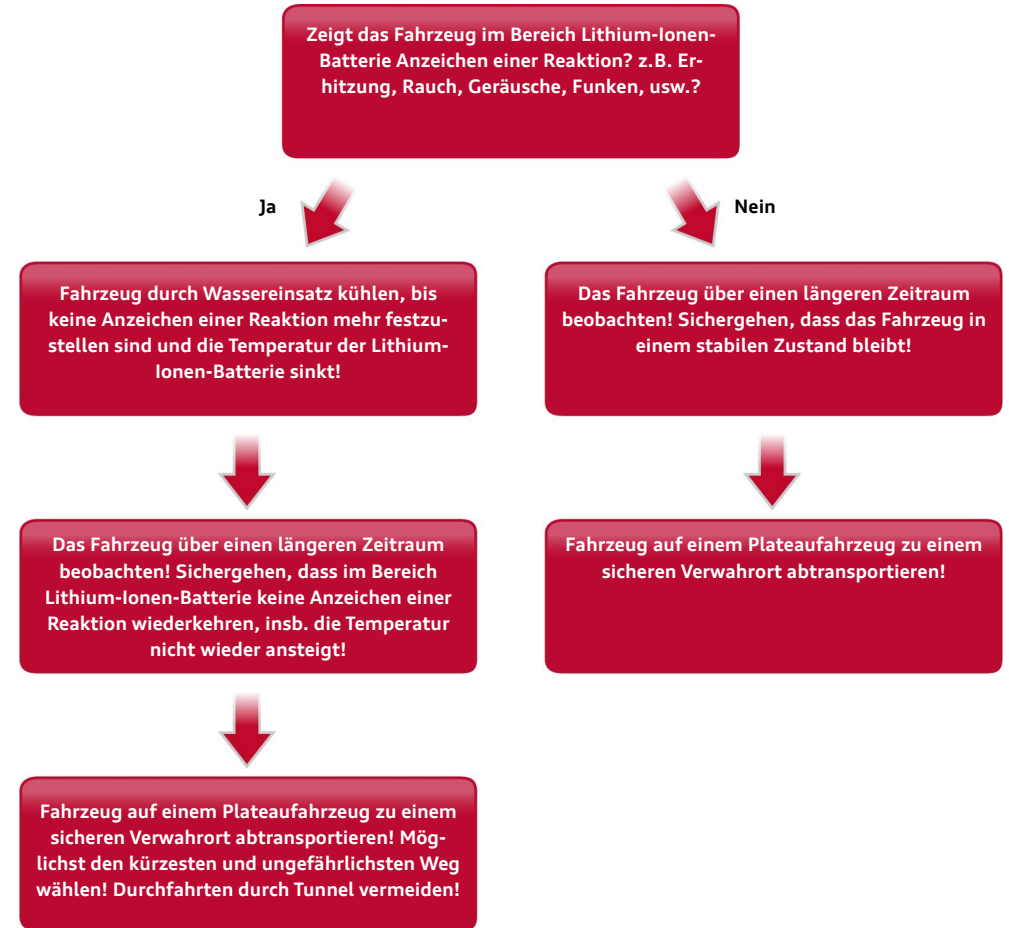 Zeigt das Fahrzeug im Bereich Lithium-Ionen-
Batterie Anzeichen einer Reaktion? z.B. Er-
hitzung, Rauch, Geräusche, Funken, usw.?
Ja
Nein
Fahrzeug durch Wassereinsatz kühlen, bis
keine Anzeichen einer Reaktion mehr festzu-
stellen sind und die Temperatur der Lithium-
Ionen-Batterie sinkt!
Das Fahrzeug über einen längeren Zeitraum
beobachten! Sichergehen, dass das Fahrzeug in
einem stabilen Zustand bleibt!
Das Fahrzeug über einen längeren Zeitraum
beobachten! Sichergehen, dass im Bereich
Lithium-Ionen-Batterie keine Anzeichen einer
Reaktion wiederkehren, insb. die Temperatur
nicht wieder ansteigt!
Fahrzeug auf einem Plateaufahrzeug zu einem
sicheren Verwahrort abtransportieren!
Fahrzeug auf einem Plateaufahrzeug zu einem
sicheren Verwahrort abtransportieren! Mög-
lichst den kürzesten und ungefährlichsten Weg
wählen! Durchfahrten durch Tunnel vermeiden!